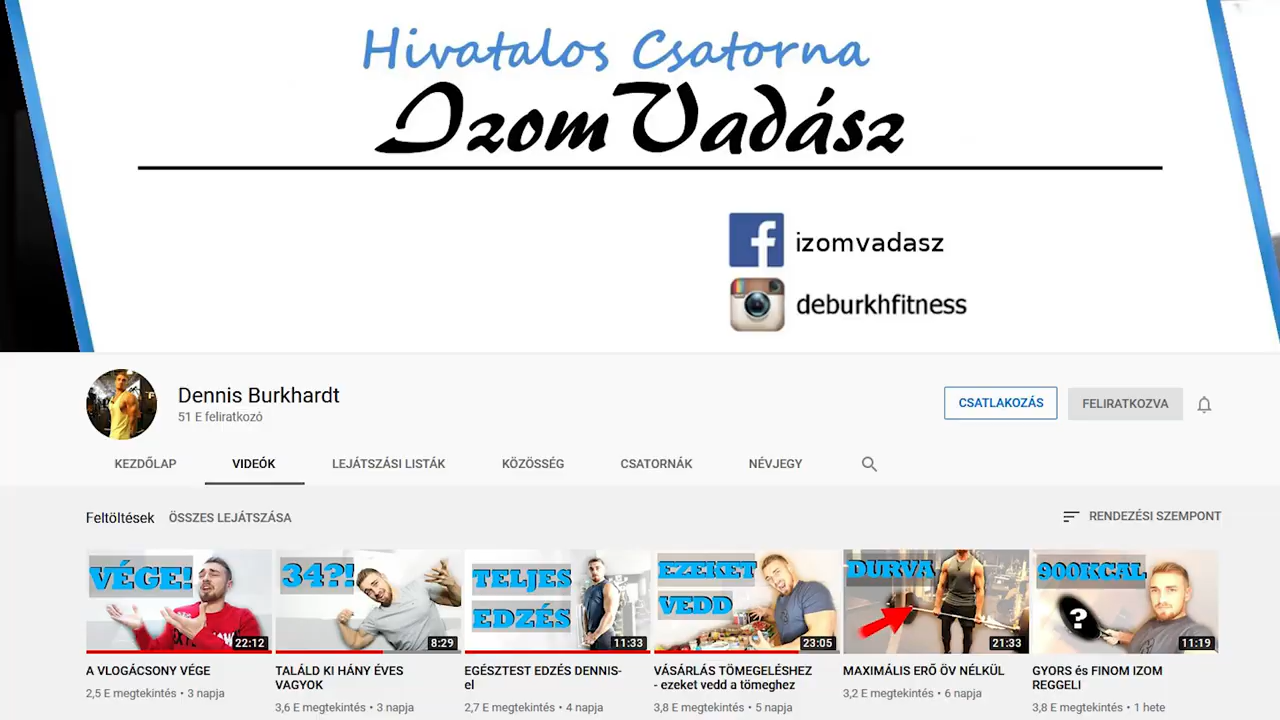 Hivatalos Csatorna
IzomVadász
izomvadasz
deburkhfitness
Dennis Burkhardt
51 E feliratkozó
CSATLAKOZÁS
FELIRATKOZVA
KEZDŐLAP
VIDEÓK
LEJÁTSZÁSI LISTÁK
KÖZÖSSÉG
CSATORNÁK
NÉVJEGY
Feltöltések
ÖSSZES LEJÁTSZÁSA
RENDEZÉSI SZEMPONT
VÉGE!
22:12
A VLOGÁCSONY VÉGE
2,5 E megtekintés • 3 napja
34?!
8:29
TALÁLD KI HÁNY ÉVES
VAGYOK
3,6 E megtekintés • 3 napja
TELJES
EDZÉS
11:33
EGÉSZTEST EDZÉS DENNIS-
el
2,7 E megtekintés • 4 napja
EZEKET
VEDD
23:05
VÁSÁRLÁS TÖMEGELÉSHEZ
- ezeket vedd a tömeghez
3,8 E megtekintés • 5 napja
DURVA
21:33
MAXIMÁLIS ERŐ ÖV NÉLKÜL
3,2 E megtekintés • 6 napja
900KCAL
?
11:19
GYORS és FINOM IZOM
REGGELI
3,8 E megtekintés • 1 hete